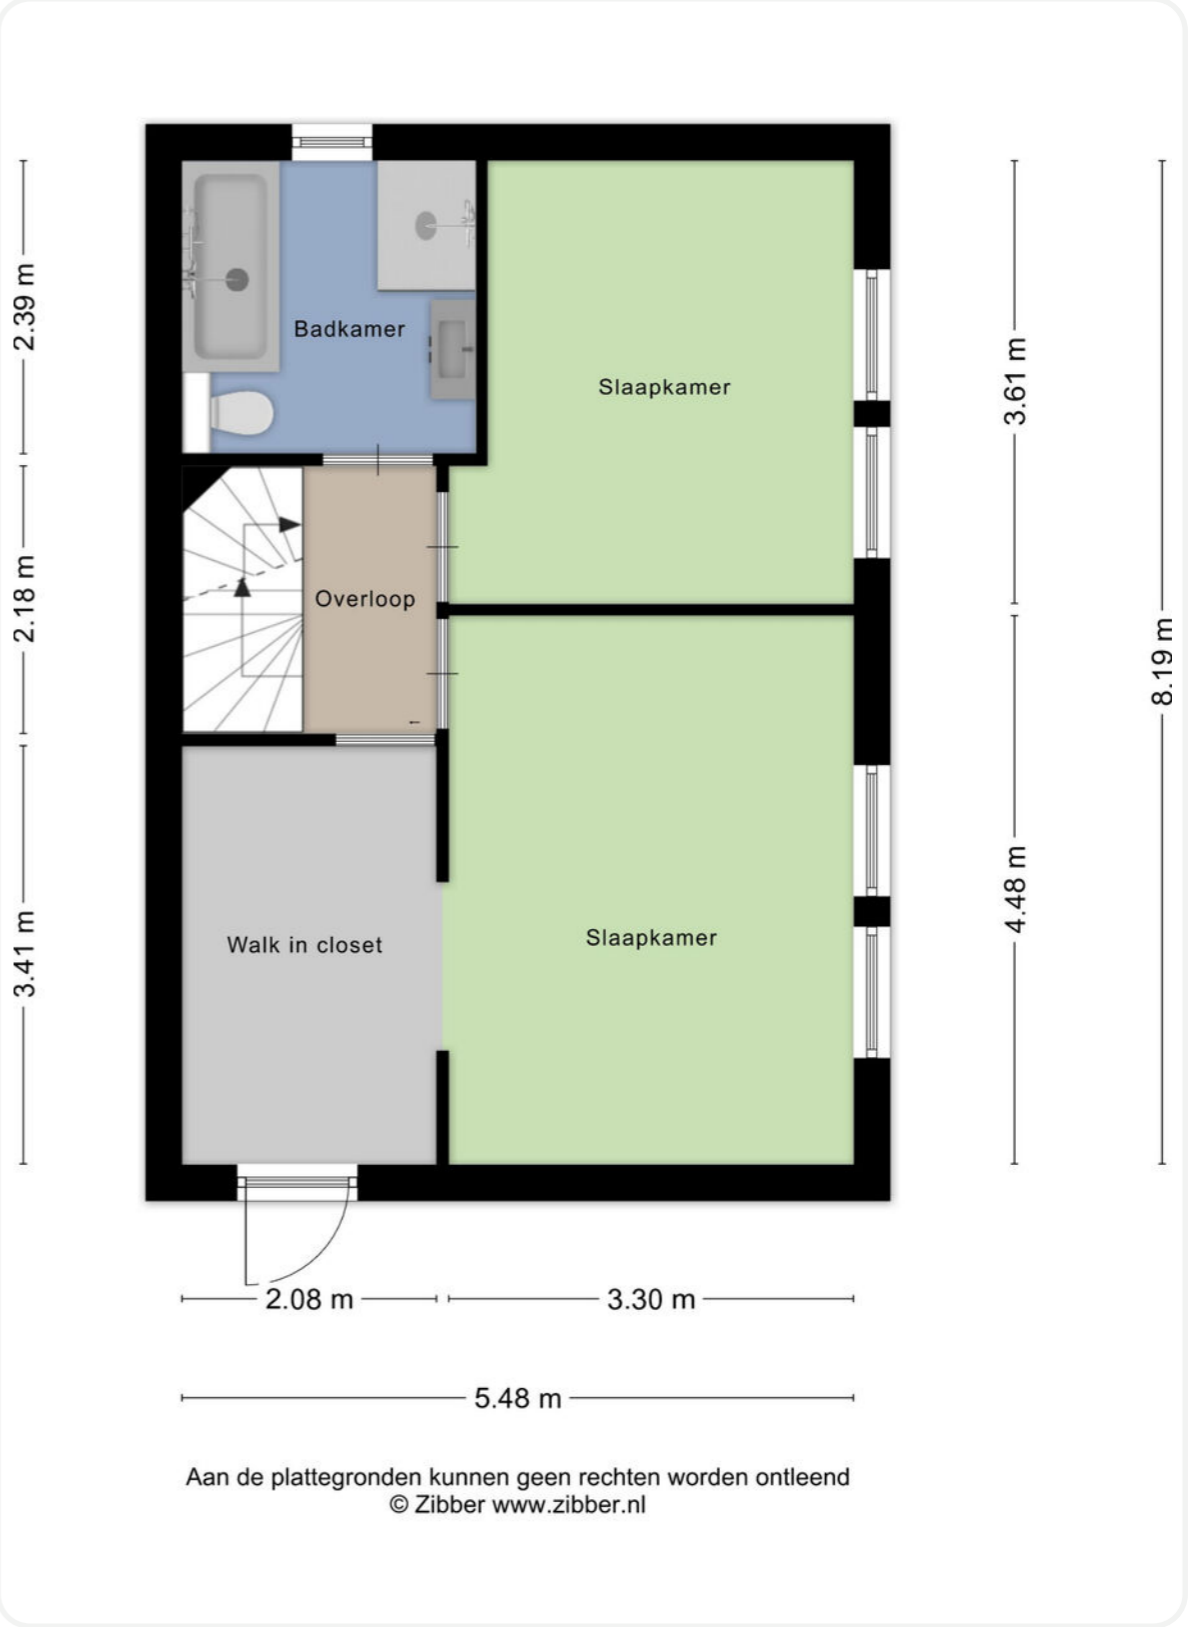 Badkamer
Slaapkamer
Overloop
Walk in closet
Slaapkamer
2.39 m
2.18 m
3.41 m
3.61 m
4.48 m
8.19 m
2.08 m
3.30 m
5.48 m
Aan de plattegronden kunnen geen rechten worden ontleend
© Zibber www.zibber.nl